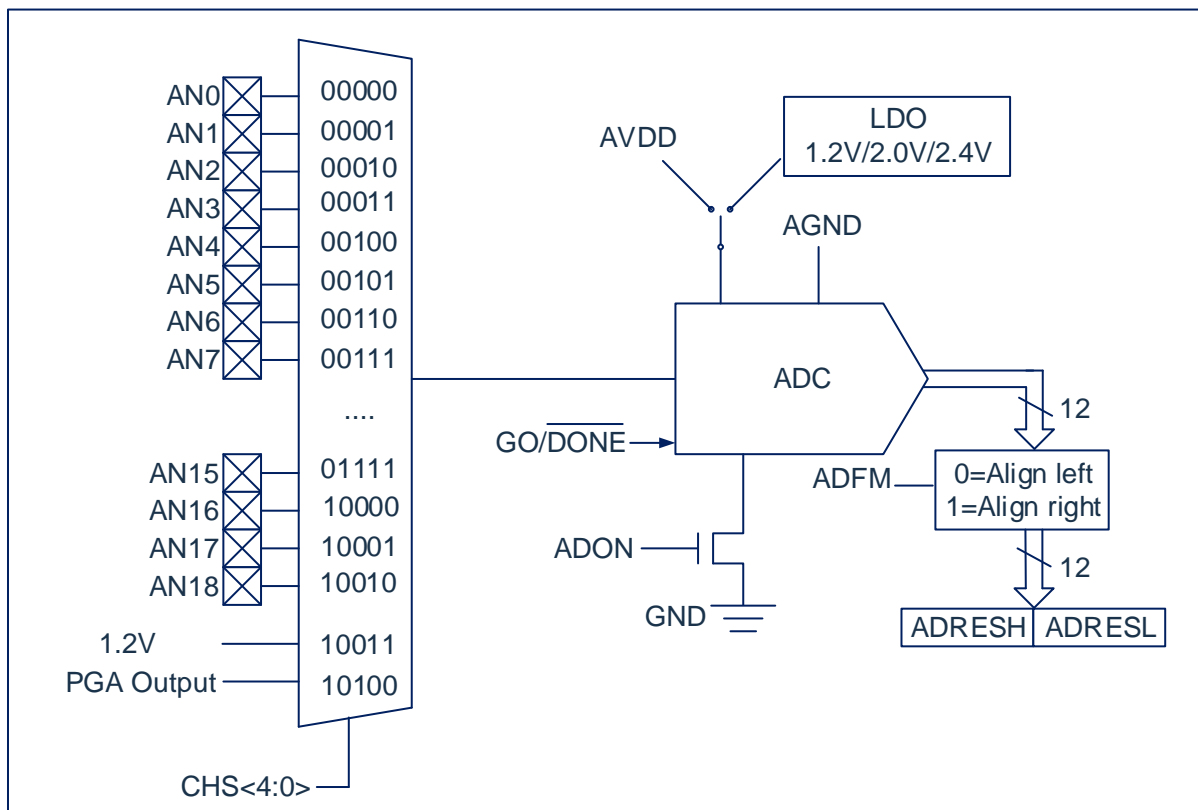 AN0
00000
AN1
00001
AN2
00010
AN3
00011
AN4
00100
AN5
00101
AN6
00110
AN7
00111
....
AN15
01111
AN16
10000
AN17
10001
AN18
10010
1.2V
10011
PGA Output
10100
CHS<4:0>
AVDD
LDO
1.2V/2.0V/2.4V
AGND
ADC
GO/DONE
ADON
GND
12
ADFM
0=Align left
1=Align right
12
ADRESH
ADRESL